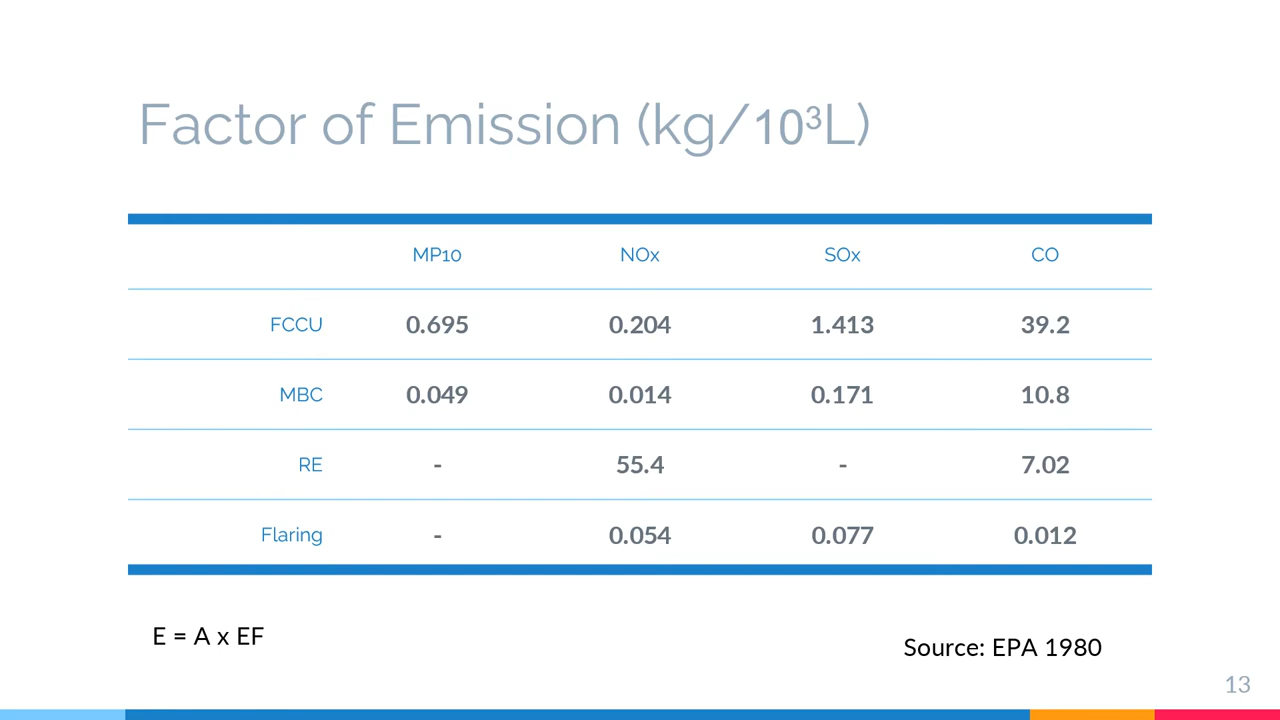 Factor of Emission (kg/10³L)
MP10 NOx SOx CO
FCCU 0.695 0.204 1.413 39.2
MBC 0.049 0.014 0.171 10.8
RE - 55.4 - 7.02
Flaring - 0.054 0.077 0.012
E = A x EF
Source: EPA 1980
13